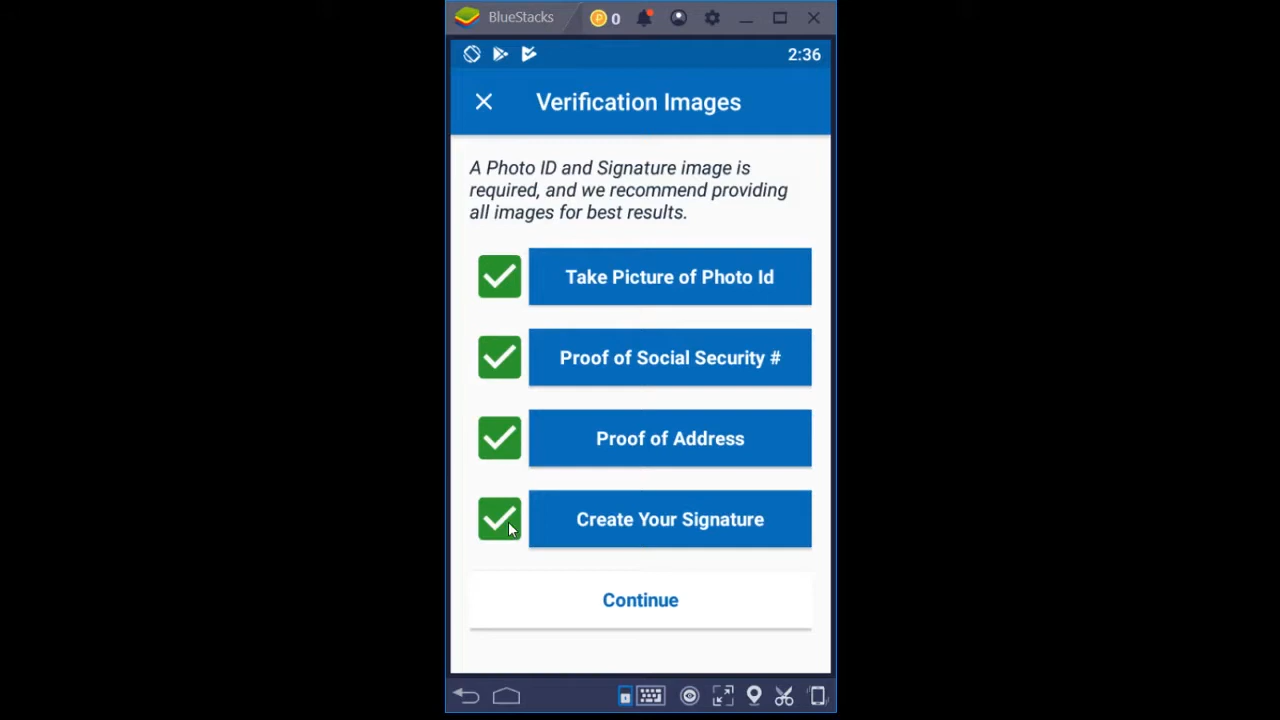 BlueStacks
0
2:36
Verification Images
A Photo ID and Signature image is
required, and we recommend providing
all images for best results.
Take Picture of Photo Id
Proof of Social Security #
Proof of Address
Create Your Signature
Continue